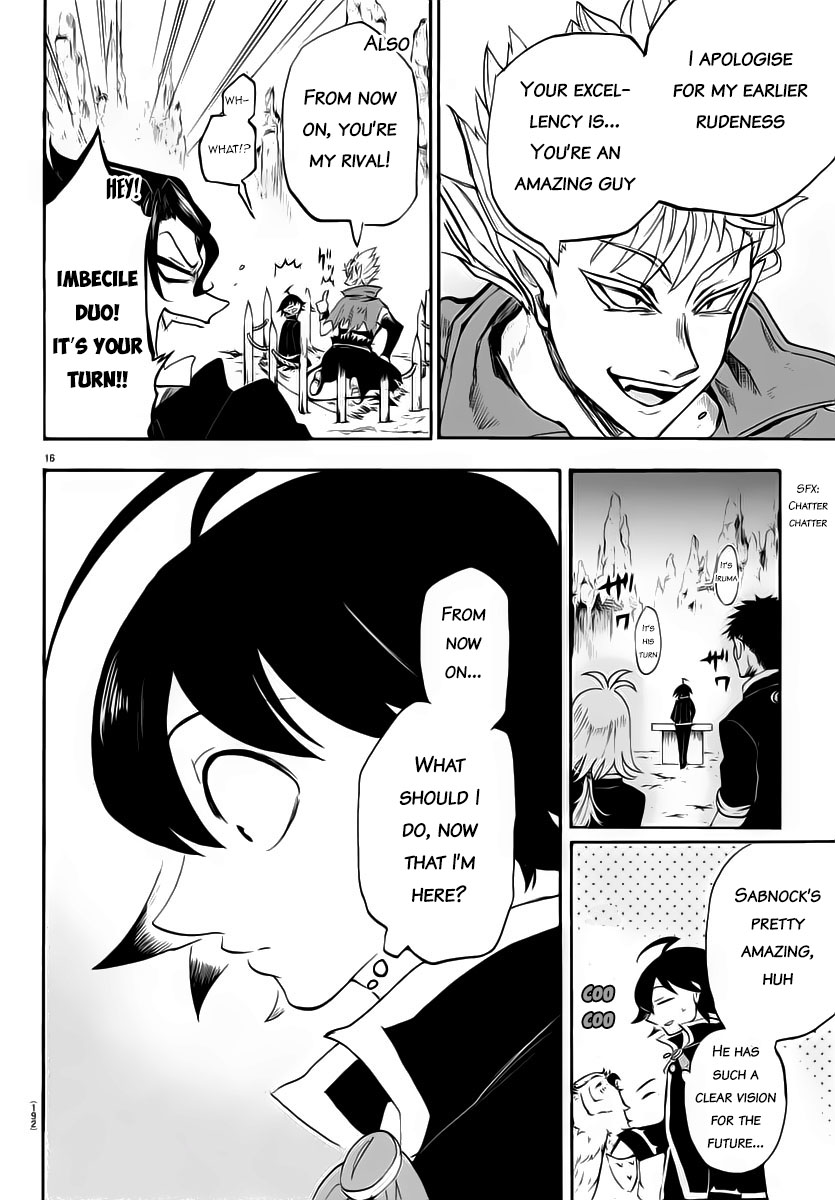 I APOLOGISE
FOR MY EARLIER
RUDENESS
YOUR EXCEL-
LENCY IS...
YOU'RE AN
AMAZING GUY
ALSO
FROM NOW
ON, YOU'RE
MY RIVAL!
WH-
WHAT!?
HEY!
IMBECILE
DUO!
IT'S YOUR
TURN!!
16
SFX:
CHATTER
CHATTER
IT'S
IRUMA
IT'S
HIS
TURN
SABNOCK'S
PRETTY
AMAZING,
HUH
COO
COO
HE HAS
SUCH A
CLEAR VISION
FOR THE
FUTURE...
FROM
NOW
ON...
WHAT
SHOULD I
DO, NOW
THAT I'M
HERE?
(192)